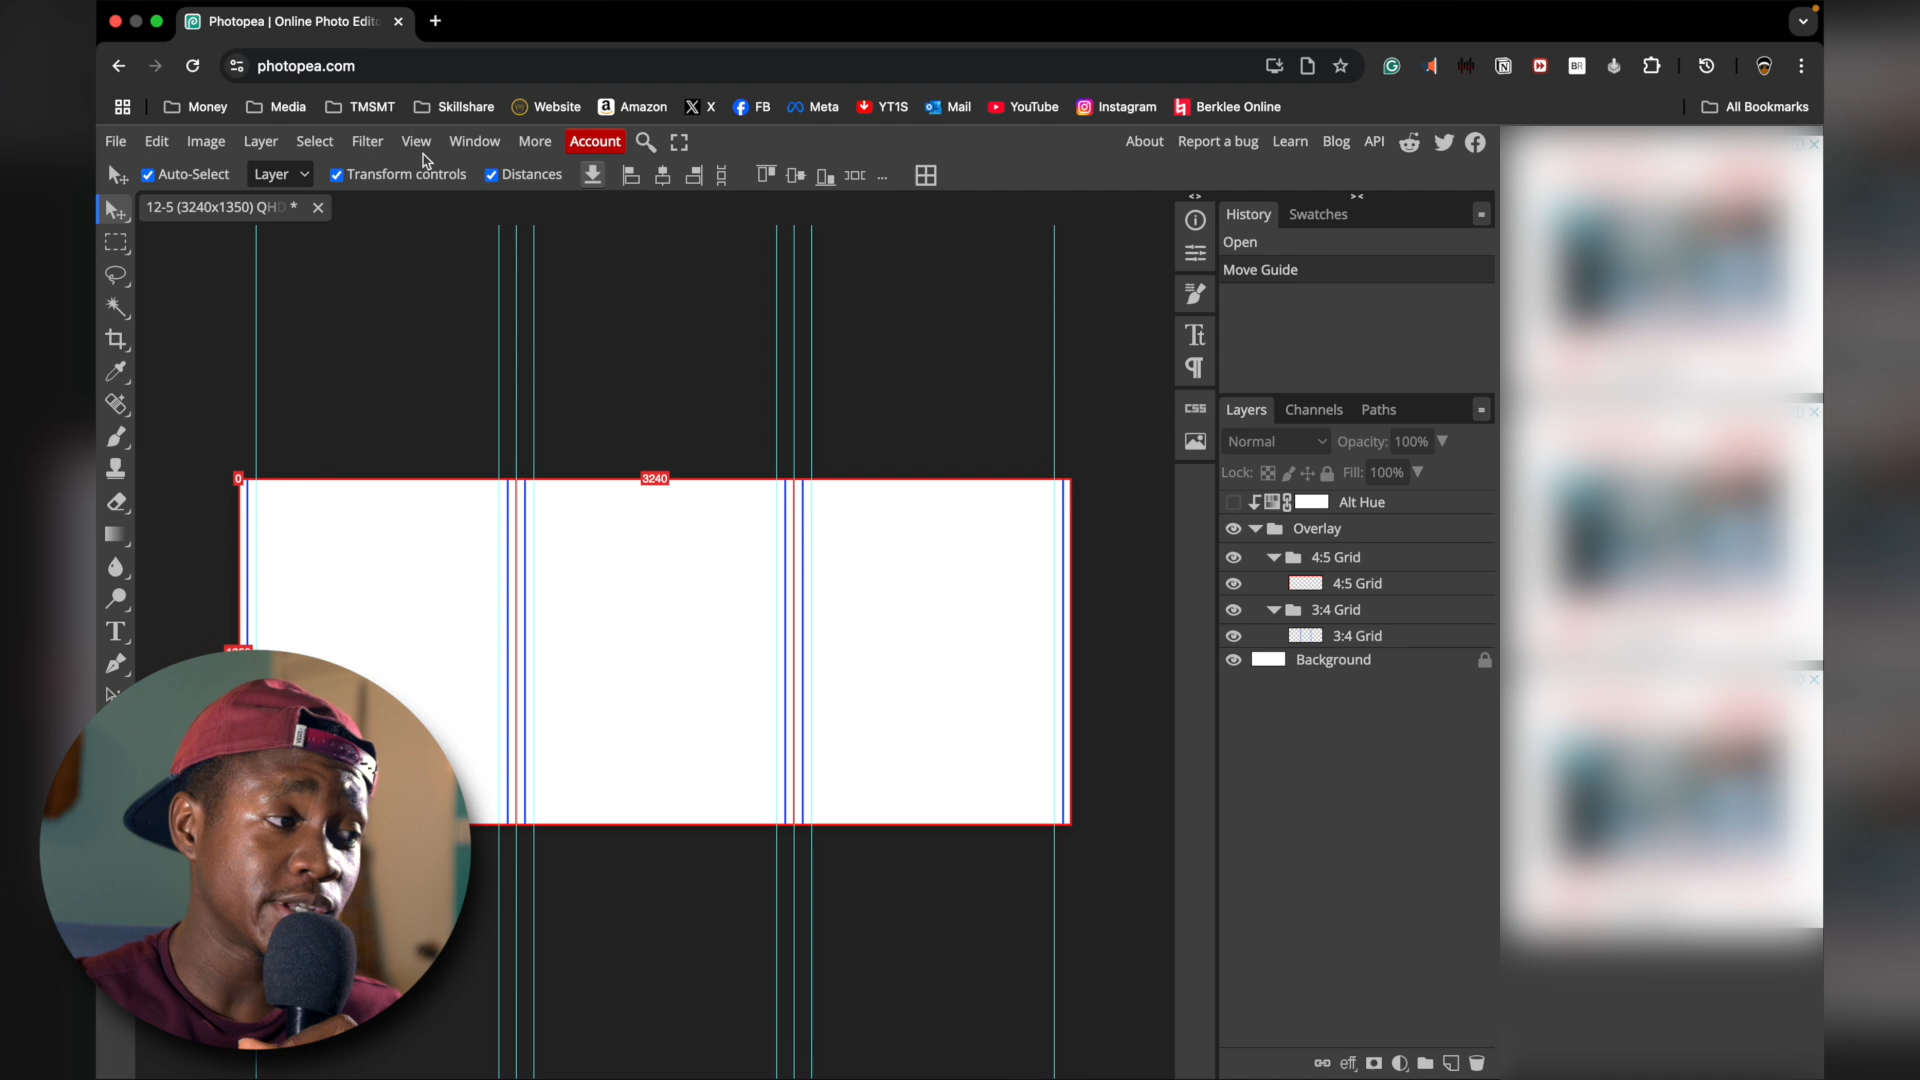 Photopea | Online Photo Edito
photopea.com
Money Media TMSMT Skillshare Website Amazon X FB Meta YT1S Mail YouTube Instagram Berklee Online All Bookmarks
File Edit Image Layer Select Filter View Window More Account About Report a bug Learn Blog API
Auto-Select Layer Transform controls Distances
12-5 (3240x1350) QHD *
History Swatches
Open
Move Guide
0 3240
Layers Channels Paths
Normal Opacity: 100%
Lock: Fill: 100%
Alt Hue
Overlay
4:5 Grid
4:5 Grid
3:4 Grid
3:4 Grid
Background
CSS
eff
BR